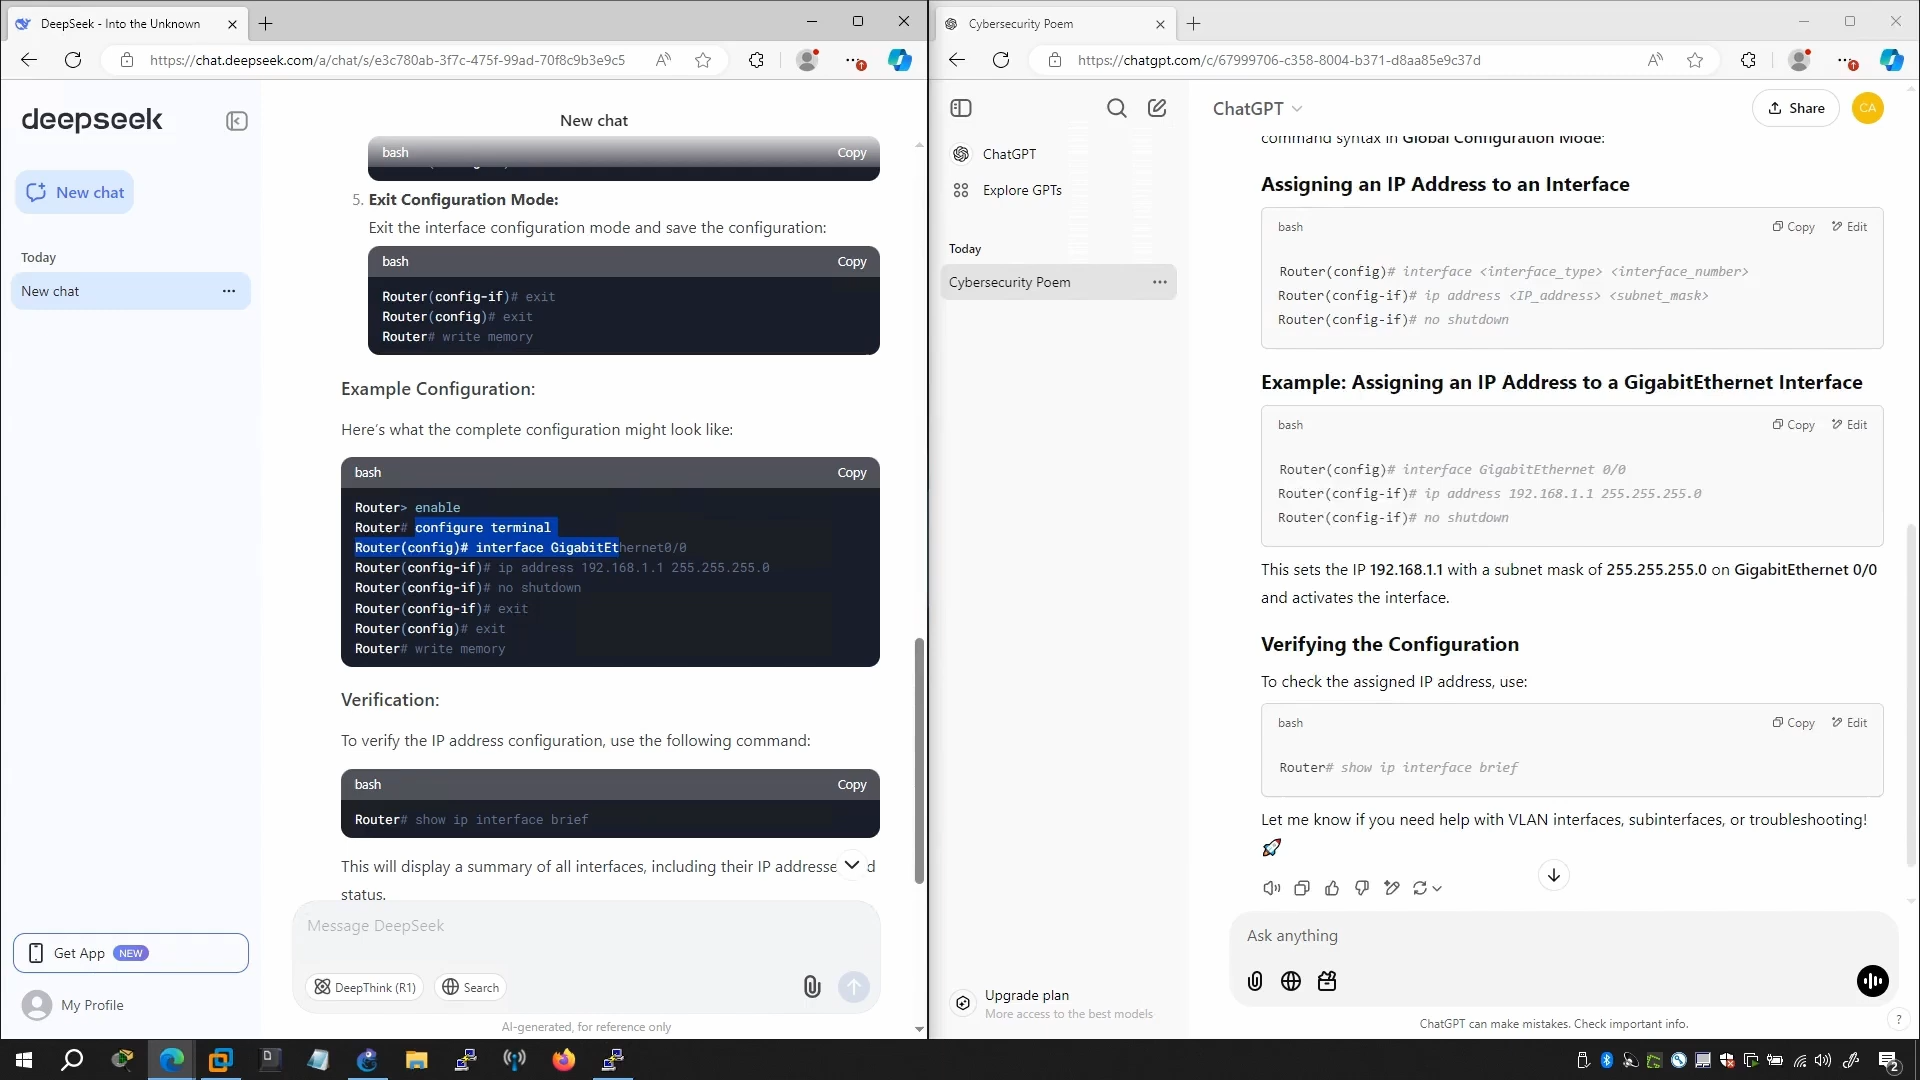 DeepSeek - Into the Unknown
https://chat.deepseek.com/a/chat/s/e3c780ab-3f7c-475f-99ad-70f8c9b3e9c5
deepseek
New chat
Today
New chat
Get App NEW
My Profile
New chat
bash Copy
5. Exit Configuration Mode:
Exit the interface configuration mode and save the configuration:
bash Copy
Router(config-if)# exit
Router(config)# exit
Router# write memory
Example Configuration:
Here's what the complete configuration might look like:
bash Copy
Router> enable
Router# configure terminal
Router(config)# interface GigabitEthernet0/0
Router(config-if)# ip address 192.168.1.1 255.255.255.0
Router(config-if)# no shutdown
Router(config-if)# exit
Router(config)# exit
Router# write memory
Verification:
To verify the IP address configuration, use the following command:
bash Copy
Router# show ip interface brief
This will display a summary of all interfaces, including their IP addresse d
status.
Message DeepSeek
DeepThink (R1) Search
AI-generated, for reference only
Cybersecurity Poem
https://chatgpt.com/c/67999706-c358-8004-b371-d8aa85e9c37d
ChatGPT
Explore GPTs
Today
Cybersecurity Poem
Upgrade plan
More access to the best models
ChatGPT
Share
CA
command syntax in Global Configuration Mode:
Assigning an IP Address to an Interface
bash Copy Edit
Router(config)# interface <interface_type> <interface_number>
Router(config-if)# ip address <IP_address> <subnet_mask>
Router(config-if)# no shutdown
Example: Assigning an IP Address to a GigabitEthernet Interface
bash Copy Edit
Router(config)# interface GigabitEthernet 0/0
Router(config-if)# ip address 192.168.1.1 255.255.255.0
Router(config-if)# no shutdown
This sets the IP 192.168.1.1 with a subnet mask of 255.255.255.0 on GigabitEthernet 0/0
and activates the interface.
Verifying the Configuration
To check the assigned IP address, use:
bash Copy Edit
Router# show ip interface brief
Let me know if you need help with VLAN interfaces, subinterfaces, or troubleshooting!
Ask anything
ChatGPT can make mistakes. Check important info.
?
2